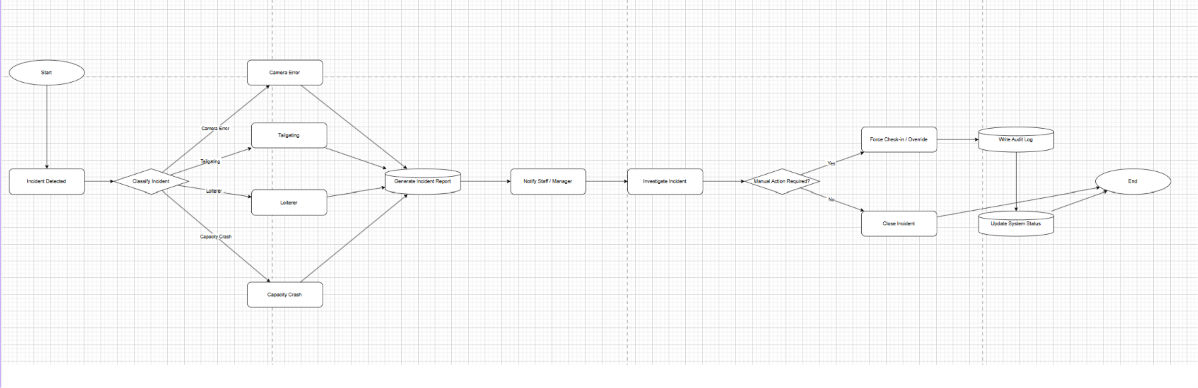 Start
Incident Detected
Classify Incident
Camera Error
Tailgating
Loiterer
Capacity Crash
Camera Error
Tailgating
Loiterer
Capacity Crash
Generate Incident Report
Notify Staff / Manager
Investigate Incident
Manual Action Required?
Yes
No
Force Check-in / Override
Close Incident
Write Audit Log
Update System Status
End